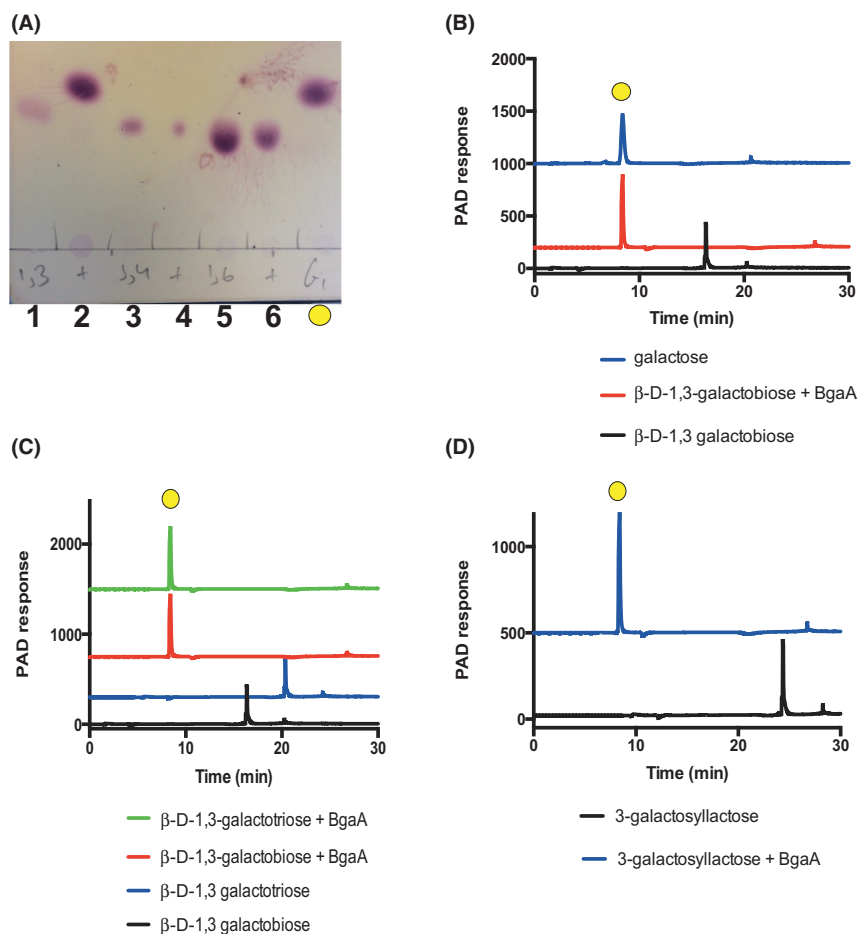 (A)
1,3 + 1,4 + 1,6 + G1
1 2 3 4 5 6
(B)
2000
1500
1000
500
0
PAD response
0 10 20 30
Time (min)
galactose
β-D-1,3-galactobiose + BgaA
β-D-1,3 galactobiose
(C)
2000
1000
0
PAD response
0 10 20 30
Time (min)
β-D-1,3-galactotriose + BgaA
β-D-1,3-galactobiose + BgaA
β-D-1,3 galactotriose
β-D-1,3 galactobiose
(D)
1000
500
0
PAD response
0 10 20 30
Time (min)
3-galactosyllactose
3-galactosyllactose + BgaA